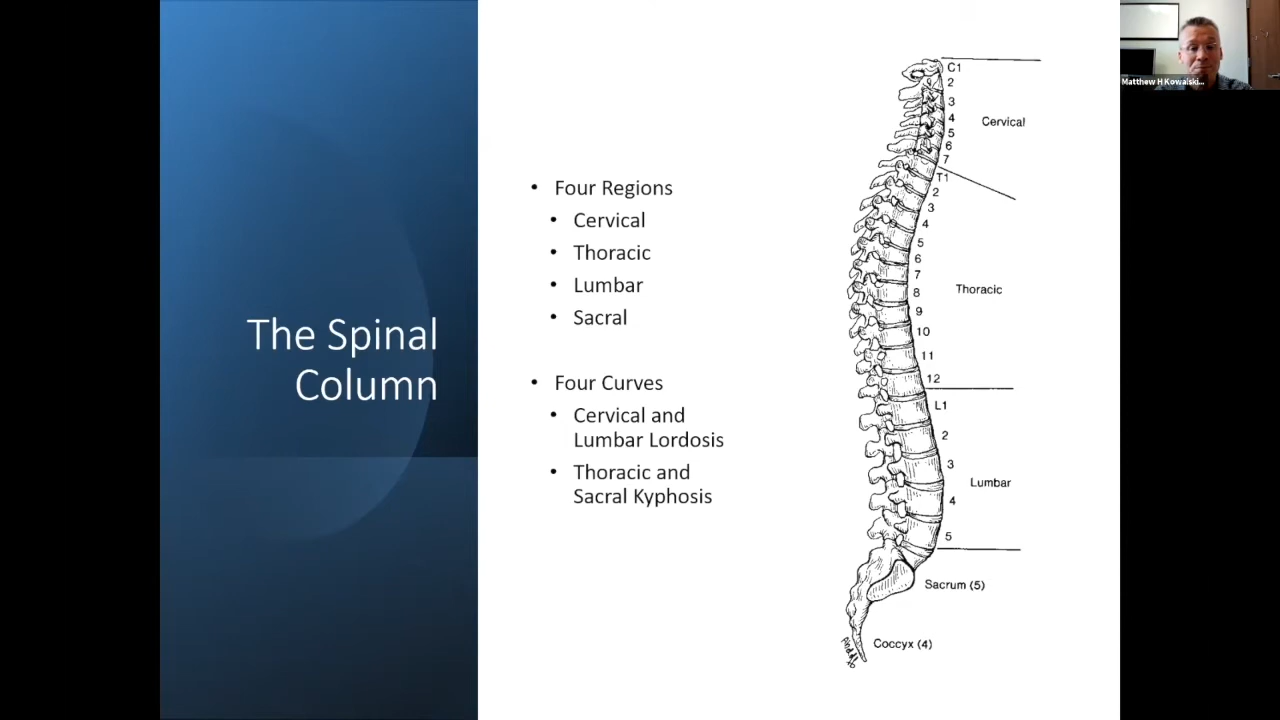 The Spinal
Column
• Four Regions
• Cervical
• Thoracic
• Lumbar
• Sacral
• Four Curves
• Cervical and
Lumbar Lordosis
• Thoracic and
Sacral Kyphosis
C1
2
3
4
5
6
7
Cervical
T1
2
3
4
5
6
7
8
9
10
11
12
Thoracic
L1
2
3
4
5
Lumbar
Sacrum (5)
Coccyx (4)
Matthew H Kowalski...